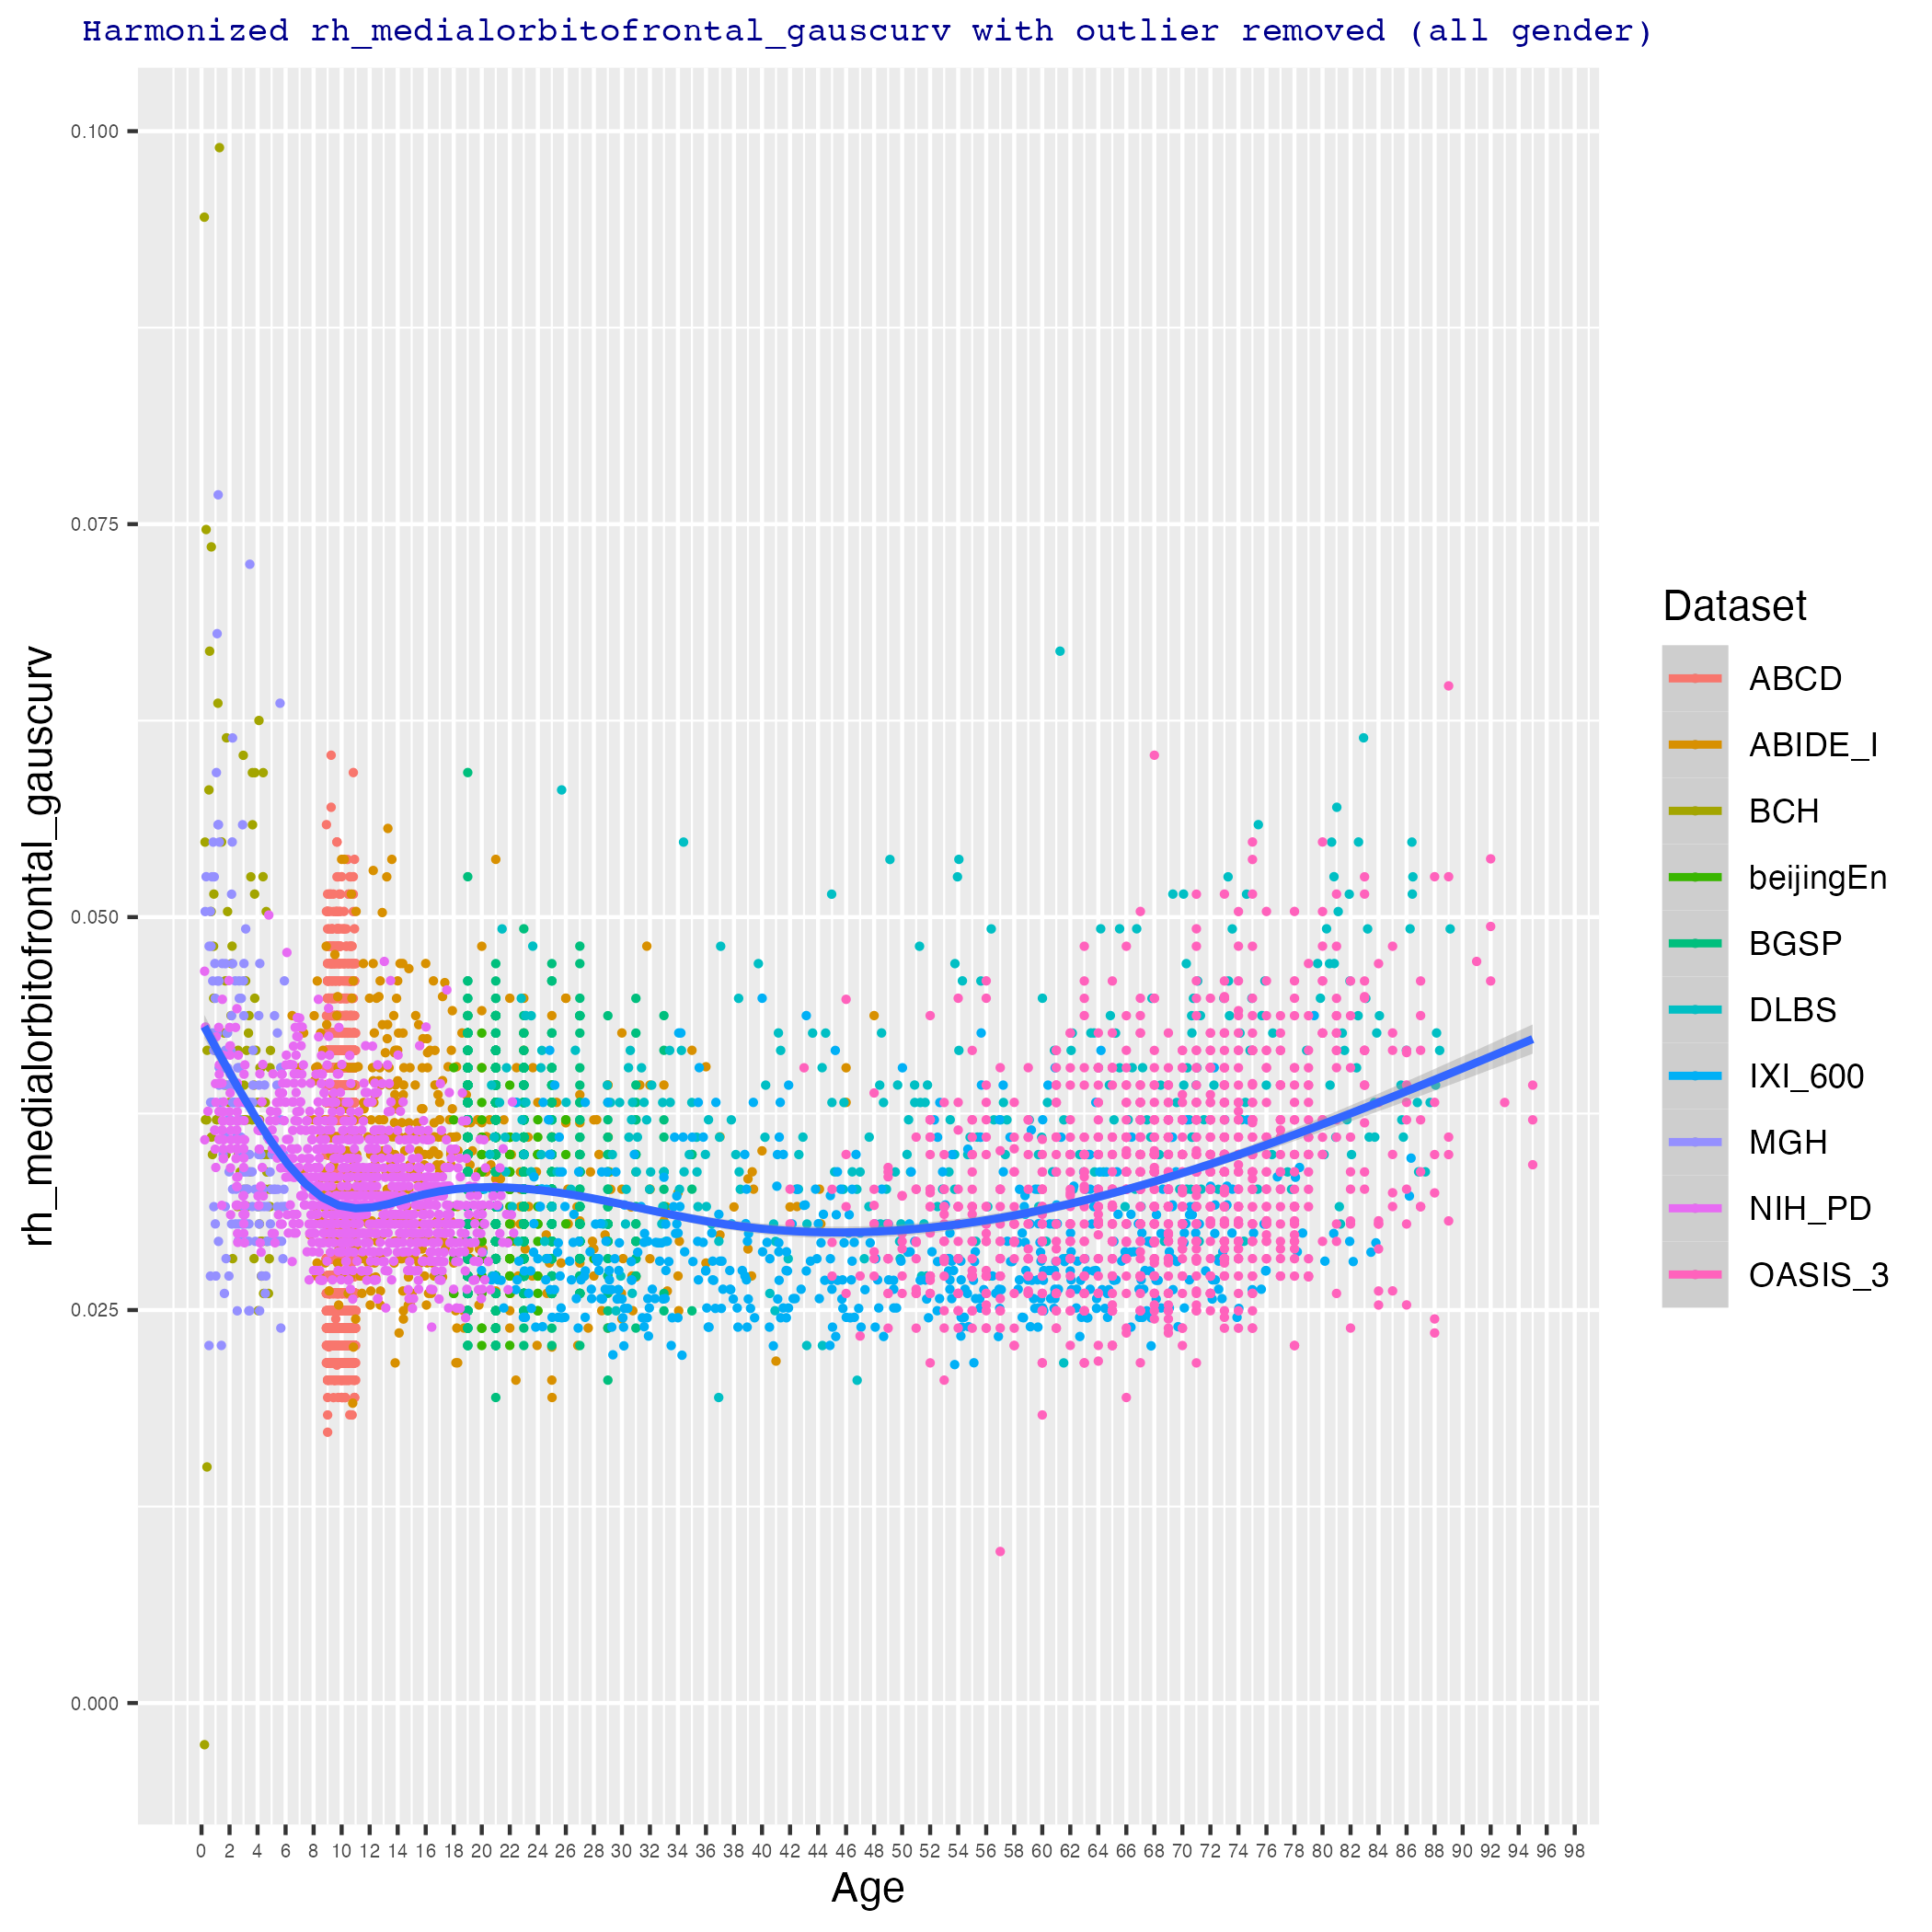 Harmonized rh_medialorbitofrontal_gauscurv with outlier removed (all gender)
rh_medialorbitofrontal_gauscurv
0.100
0.075
0.050
0.025
0.000
0 2 4 6 8 10 12 14 16 18 20 22 24 26 28 30 32 34 36 38 40 42 44 46 48 50 52 54 56 58 60 62 64 66 68 70 72 74 76 78 80 82 84 86 88 90 92 94 96 98
Age
Dataset
ABCD
ABIDE_I
BCH
beijingEn
BGSP
DLBS
IXI_600
MGH
NIH_PD
OASIS_3